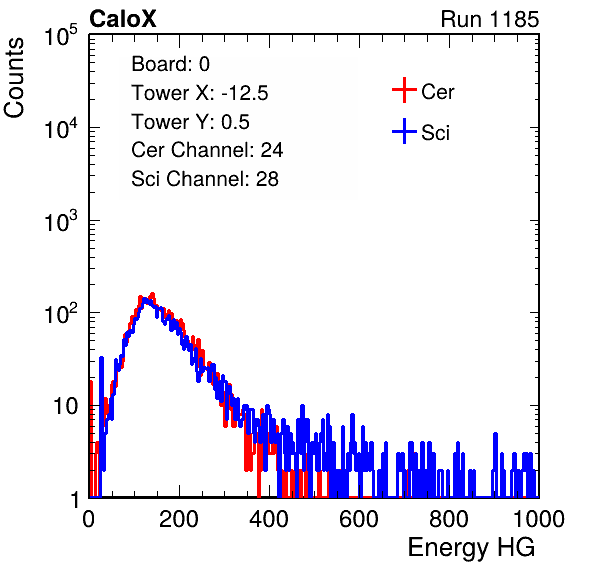 CaloX Run 1185
Counts
10^5
10^4
10^3
10^2
10
1
Board: 0
Tower X: -12.5
Tower Y: 0.5
Cer Channel: 24
Sci Channel: 28
Cer
Sci
0 200 400 600 800 1000
Energy HG